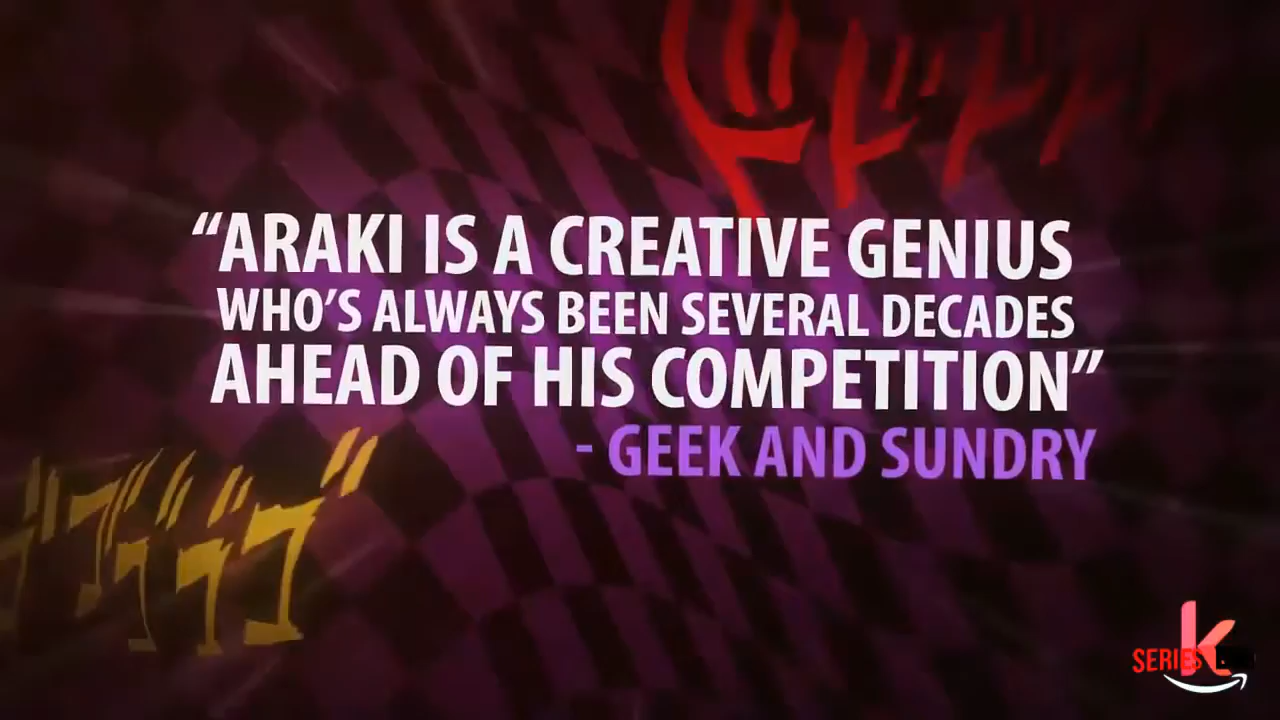 ドドドド
“ARAKI IS A CREATIVE GENIUS
WHO’S ALWAYS BEEN SEVERAL DECADES
AHEAD OF HIS COMPETITION”
- GEEK AND SUNDRY
ゴゴゴゴ
k
SERIES